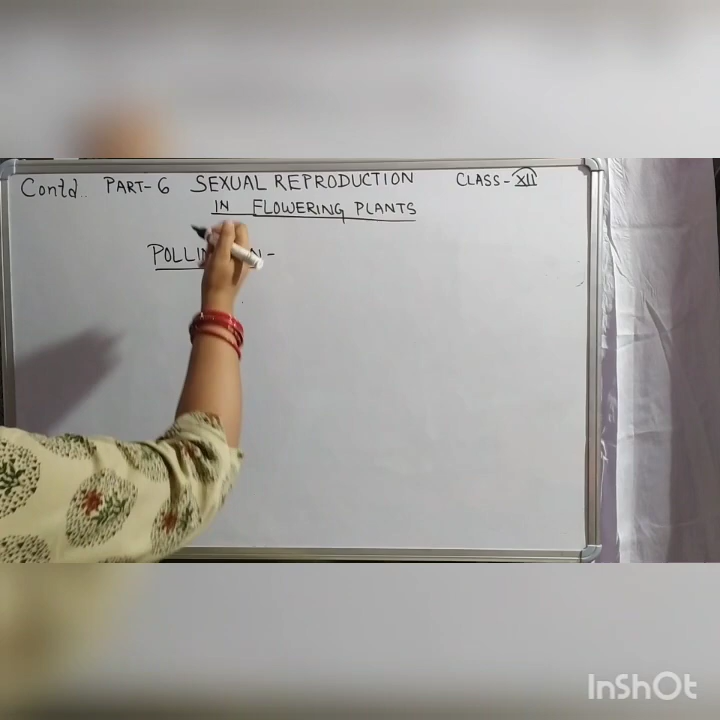 Contd.. PART-6 SEXUAL REPRODUCTION CLASS-XII
IN FLOWERING PLANTS
InShOt